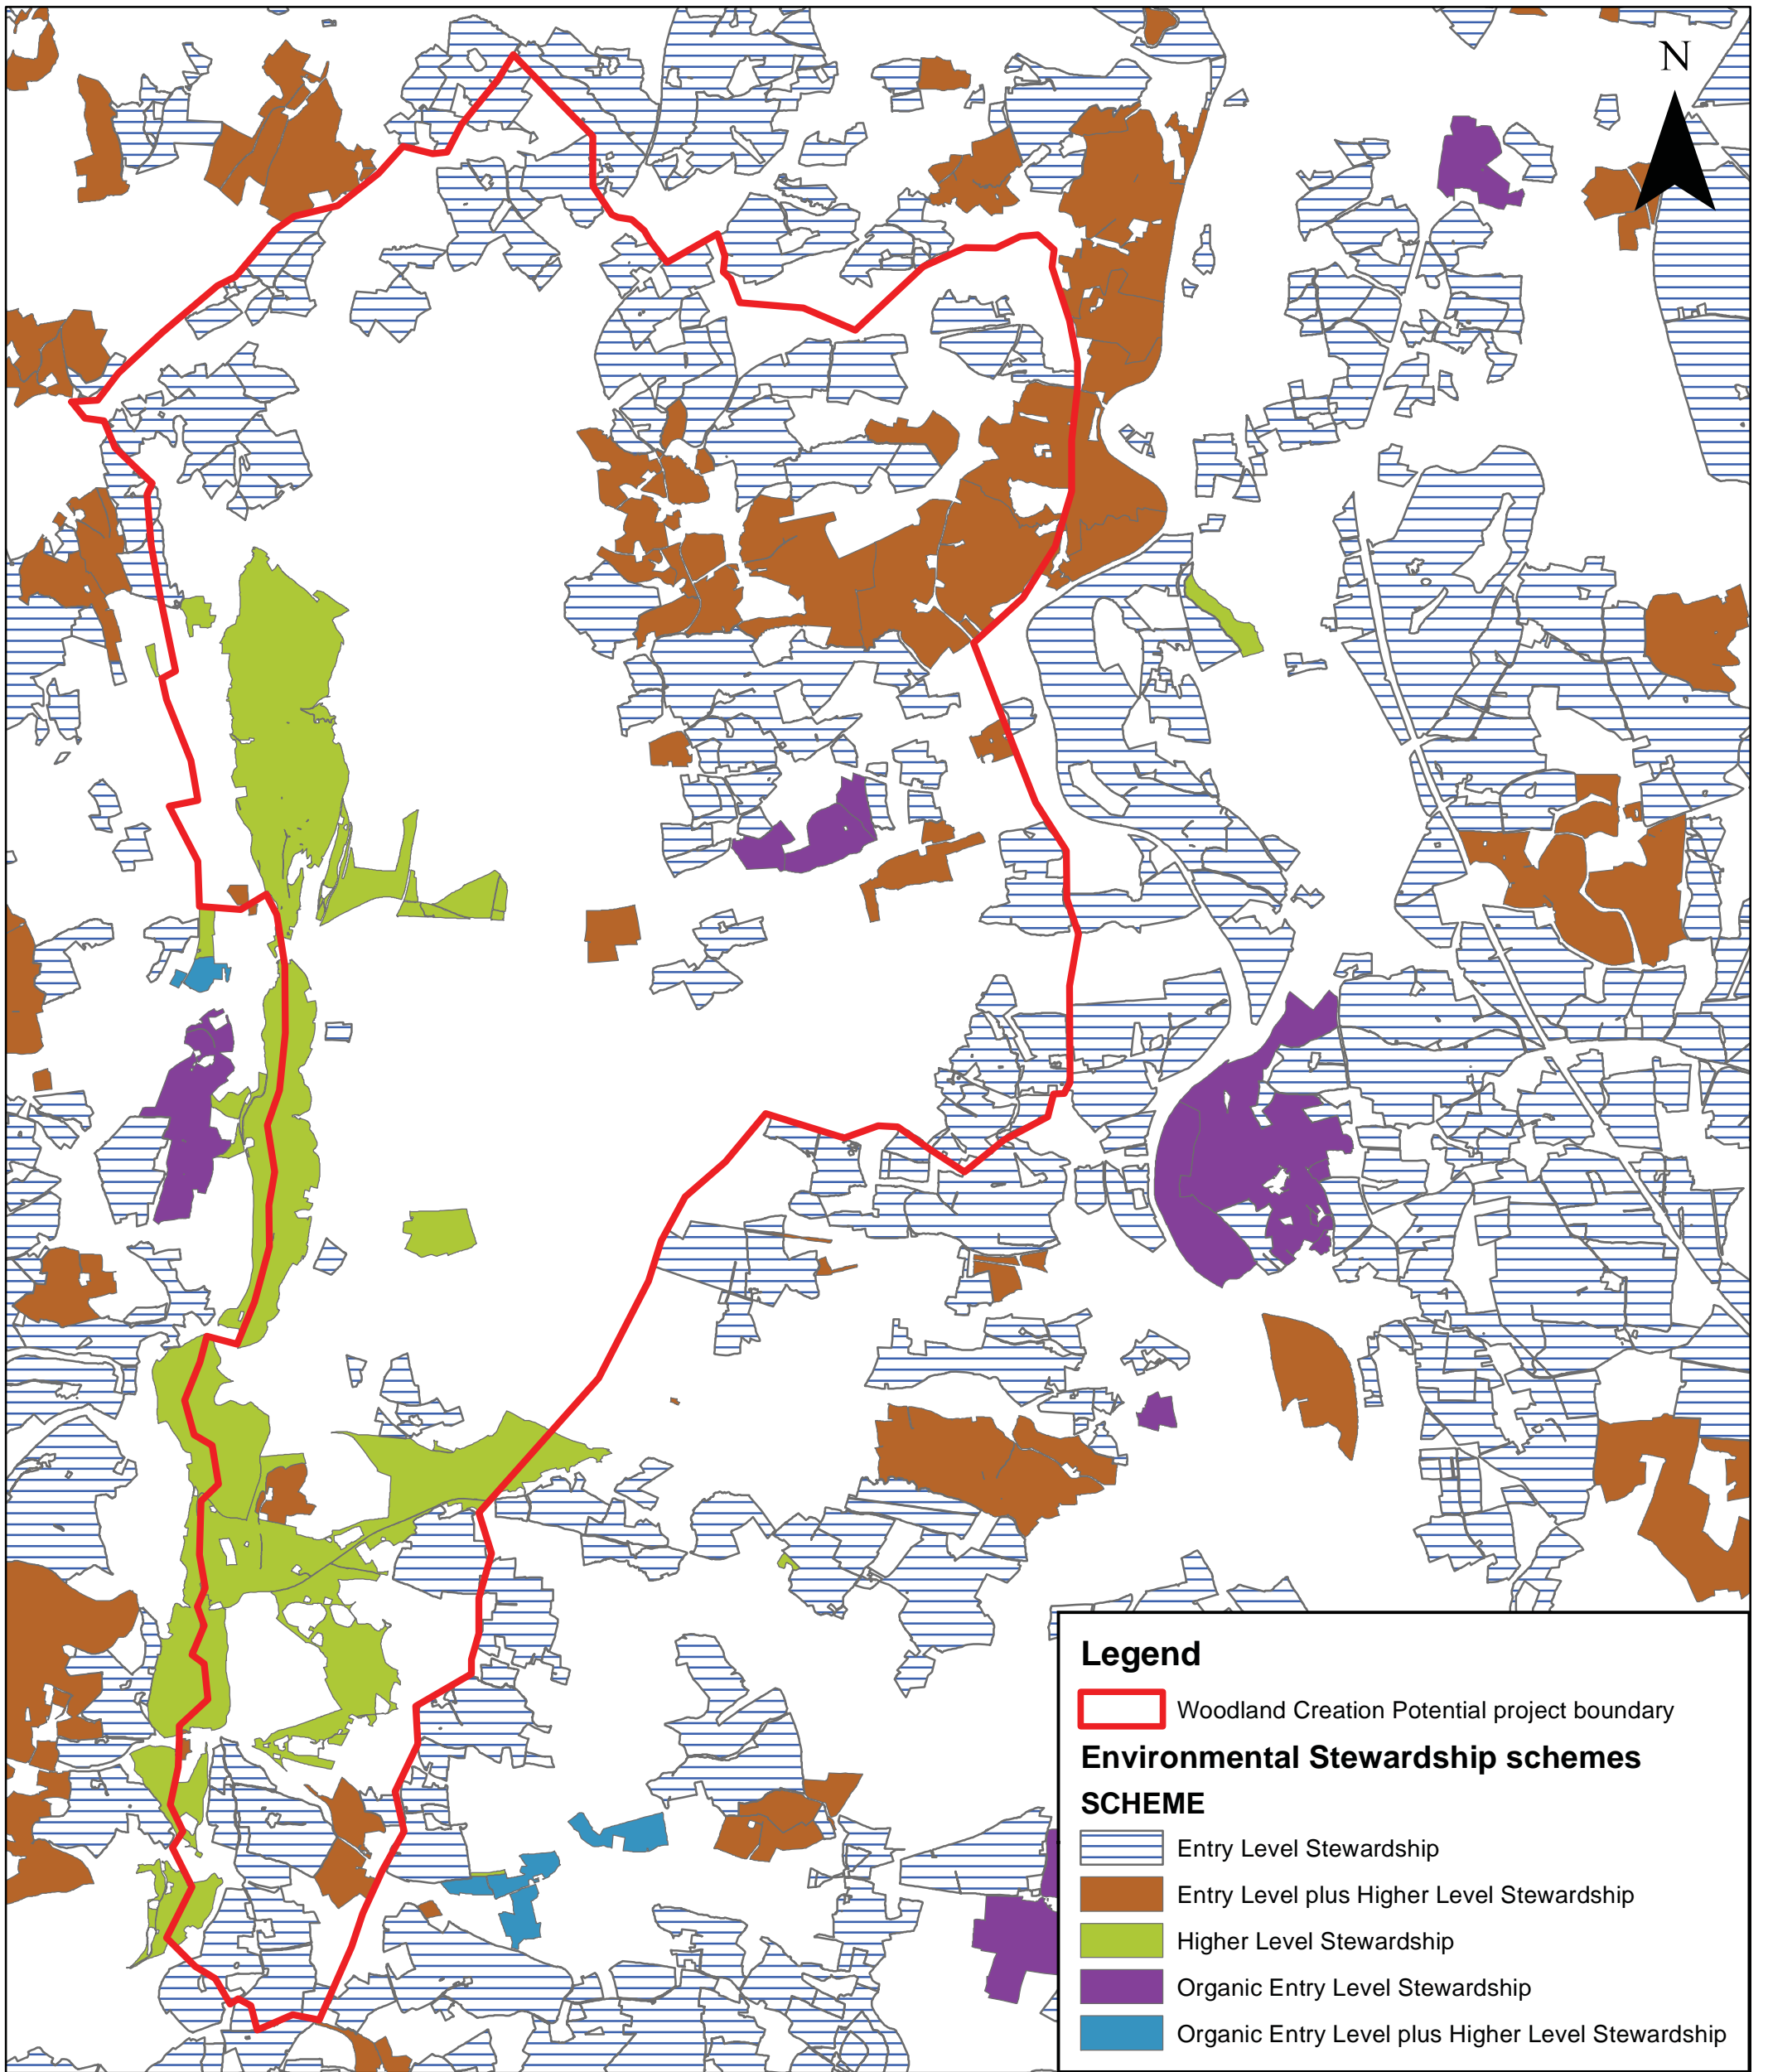 N
Legend
Woodland Creation Potential project boundary
Environmental Stewardship schemes
SCHEME
Entry Level Stewardship
Entry Level plus Higher Level Stewardship
Higher Level Stewardship
Organic Entry Level Stewardship
Organic Entry Level plus Higher Level Stewardship